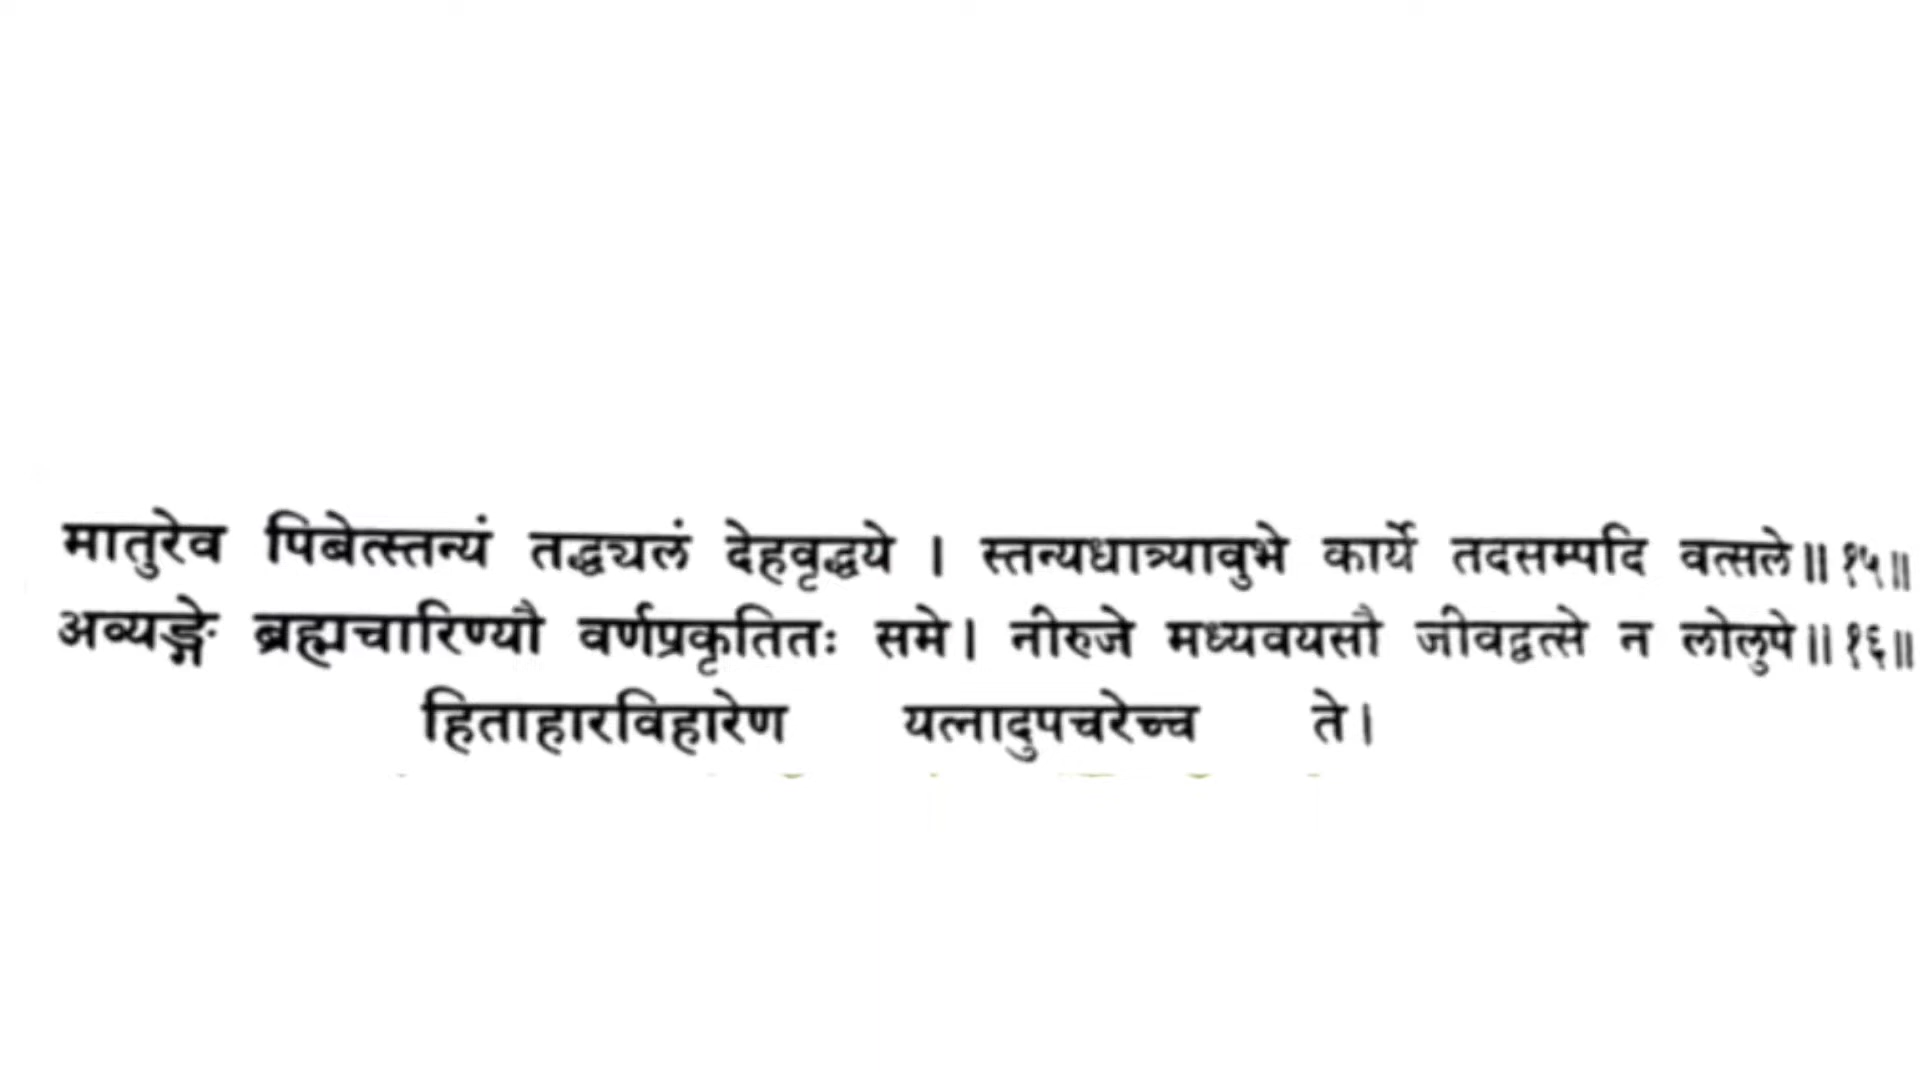 मातुरेव पिबेत्स्तन्यं तद्ध्यलं देहवृद्धये । स्तन्यधात्र्यावुभे कार्ये तदसम्पदि वत्सले ॥ १५ ॥
अव्यङ्गे ब्रह्मचारिण्यौ वर्णप्रकृतितः समे । नीरुजे मध्यवयसौ जीवद्वत्से न लोलुपे ॥ १६ ॥
हिताहारविहारेण यत्नादुपचरेच्च ते ।